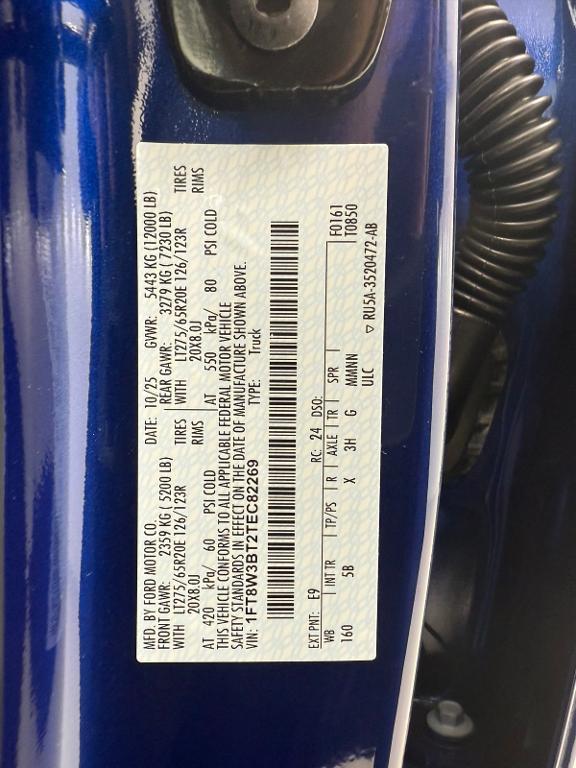 MFD. BY FORD MOTOR CO.
DATE: 10/25 GVWR: 5443 KG (12000 LB)
FRONT GAWR: 2359 KG ( 5200 LB) REAR GAWR: 3279 KG ( 7230 LB)
WITH LT275/65R20E 126/123R TIRES WITH LT275/65R20E 126/123R TIRES
20X8.0J RIMS 20X8.0J RIMS
AT 420 kPa/ 60 PSI COLD AT 550 kPa/ 80 PSI COLD
THIS VEHICLE CONFORMS TO ALL APPLICABLE FEDERAL MOTOR VEHICLE
SAFETY STANDARDS IN EFFECT ON THE DATE OF MANUFACTURE SHOWN ABOVE.
VIN: 1FT8W3BT2TEC82269 TYPE: Truck
EXT PNT: E9 RC: 24 DSO: F0161
WB INT TR TP/PS R AXLE TR SPR T0850
160 5B X 3H G MMNIN
UIC ▽ RU5A-3520472-AB